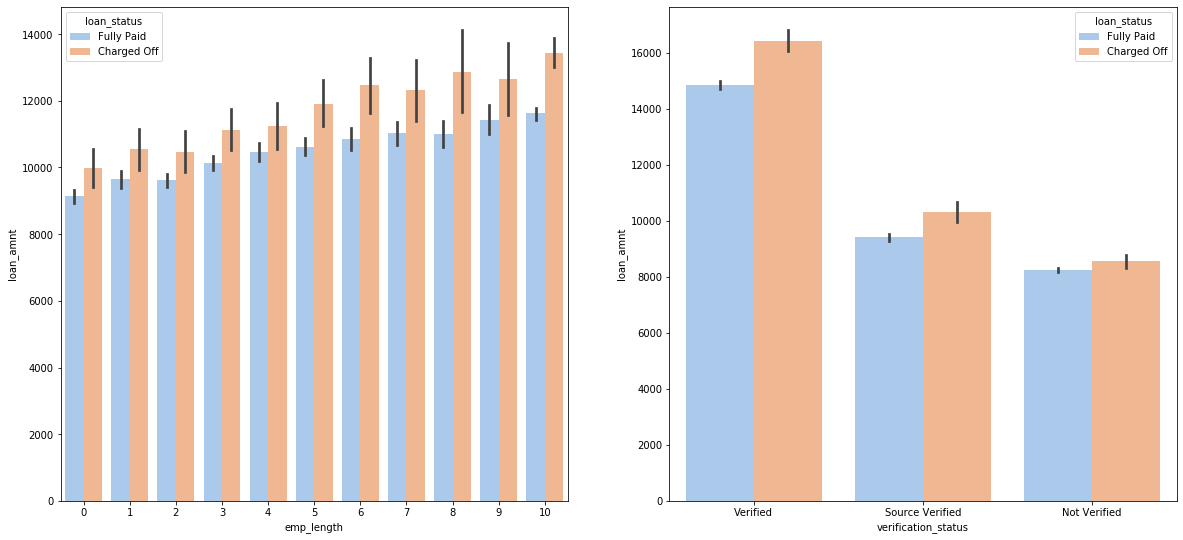 loan_status
Fully Paid
Charged Off
14000
12000
10000
8000
6000
4000
2000
0
loan_amnt
0 1 2 3 4 5 6 7 8 9 10
emp_length
loan_status
Fully Paid
Charged Off
16000
14000
12000
10000
8000
6000
4000
2000
0
loan_amnt
Verified Source Verified Not Verified
verification_status